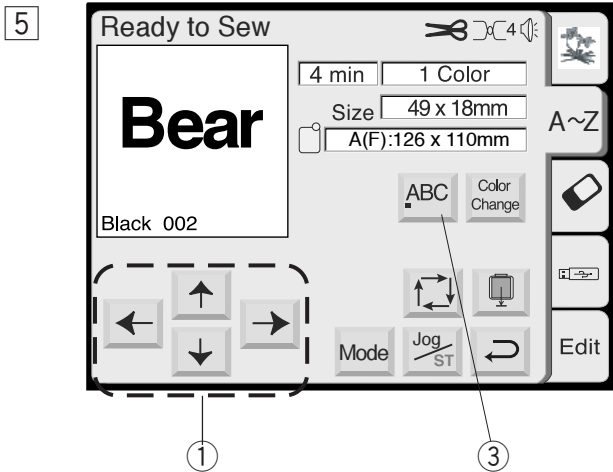 5
Ready to Sew
4
4 min
1 Color
Size
49 x 18mm
A(F):126 x 110mm
Bear
Black 002
A~Z
ABC
Color
Change
Mode
Jog
ST
Edit
1
3